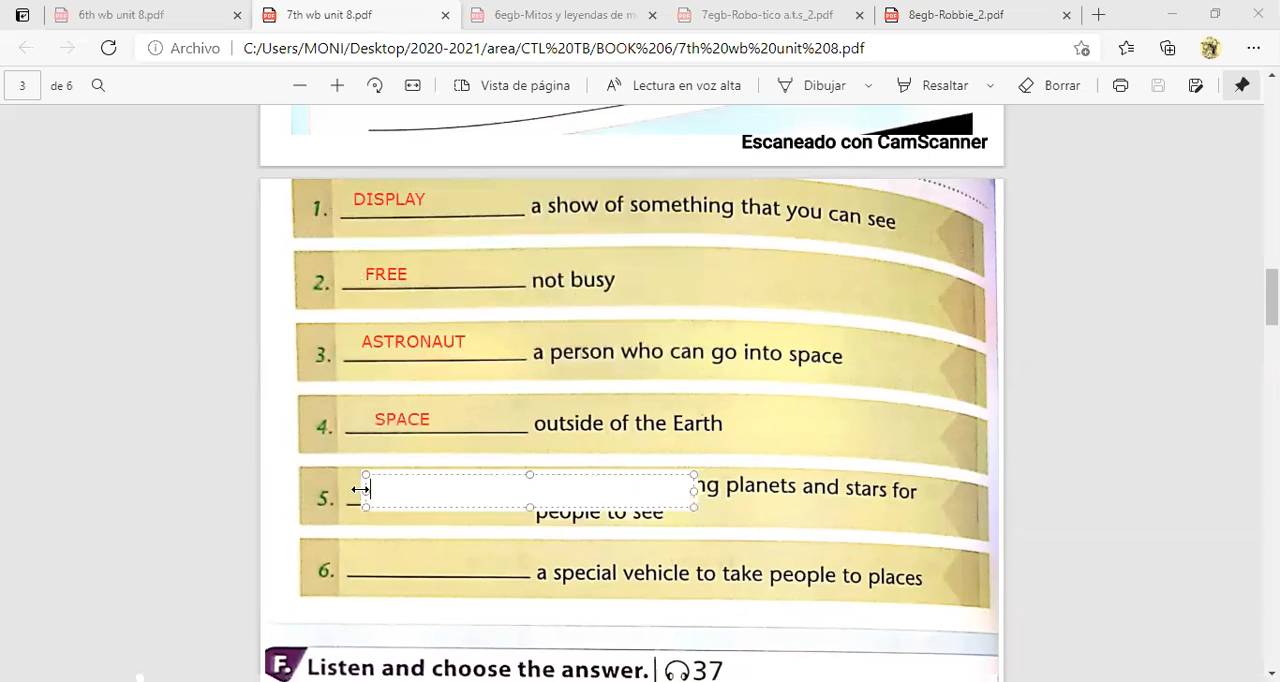 6th wb unit 8.pdf
7th wb unit 8.pdf
6egb-Mitos y leyendas de m
7egb-Robo-tico a.t.s_2.pdf
8egb-Robbie_2.pdf
Archivo
C:/Users/MONI/Desktop/2020-2021/area/CTL%20TB/BOOK%206/7th%20wb%20unit%208.pdf
3 de 6
Vista de página
Lectura en voz alta
Dibujar
Resaltar
Borrar
Escaneado con CamScanner
1. DISPLAY a show of something that you can see
2. FREE not busy
3. ASTRONAUT a person who can go into space
4. SPACE outside of the Earth
5. ng planets and stars for
people to see
6. a special vehicle to take people to places
F. Listen and choose the answer. 37